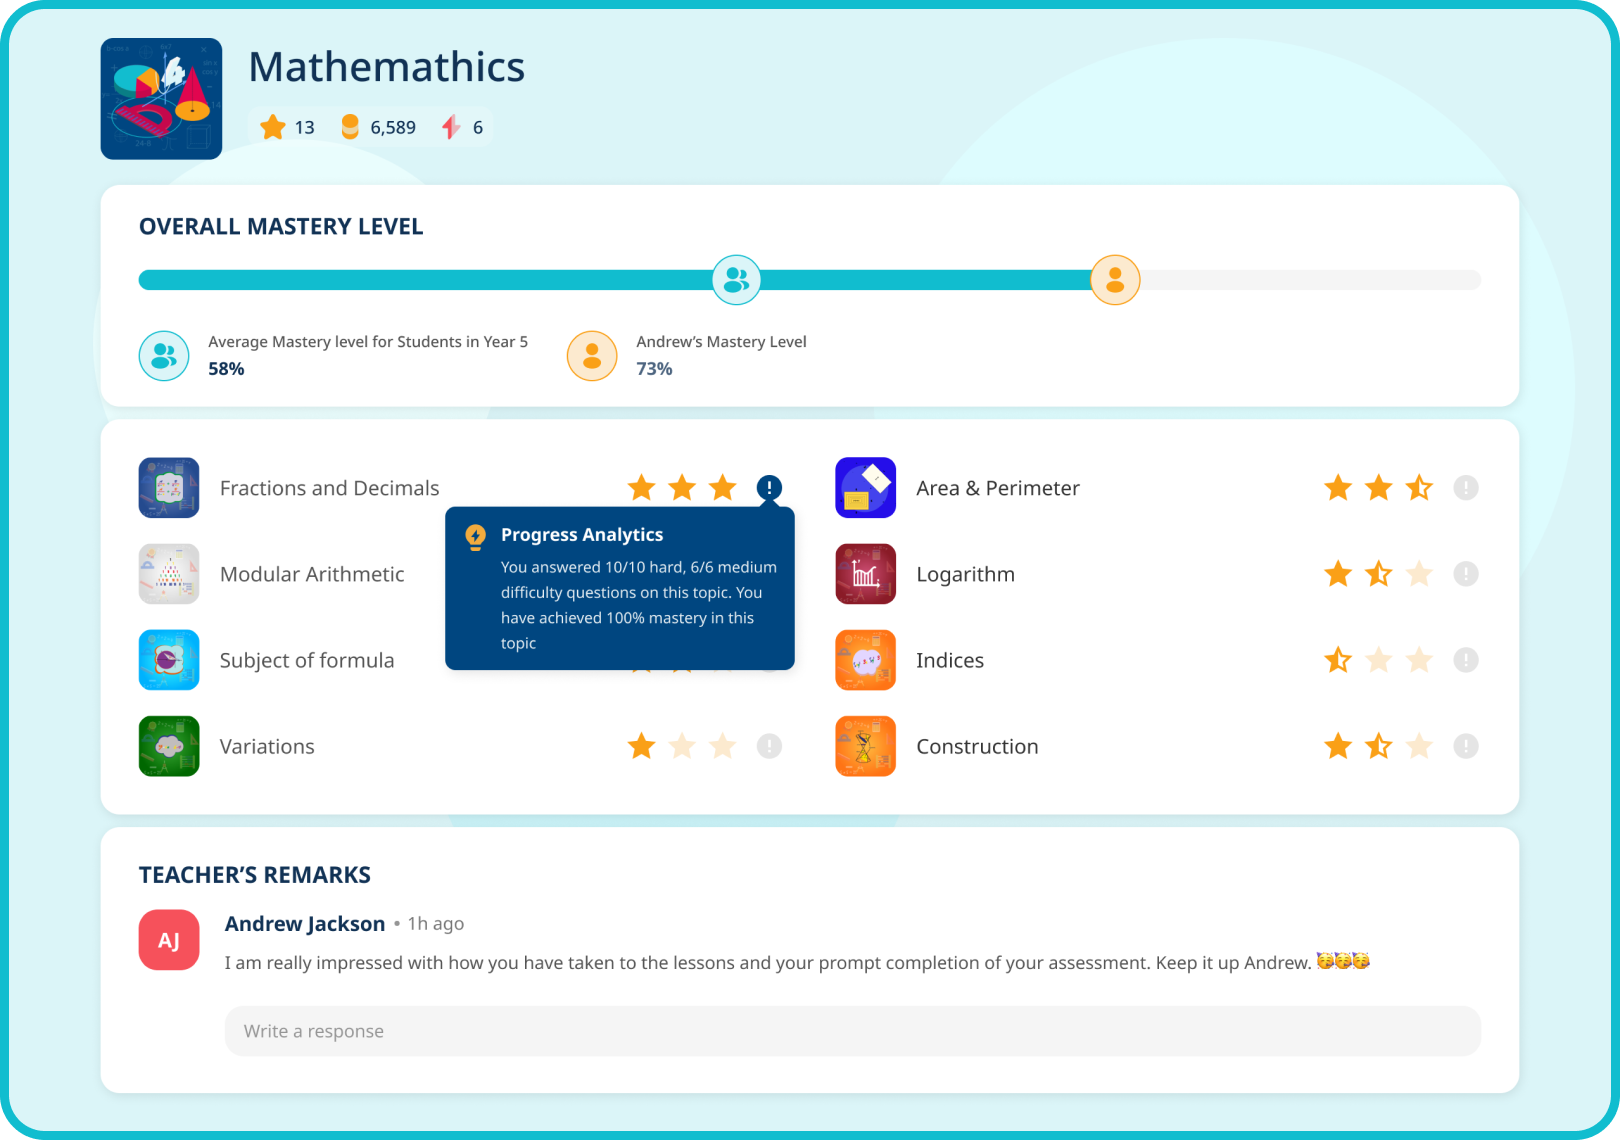 Mathemathics
13 6,589 6
OVERALL MASTERY LEVEL
Average Mastery level for Students in Year 5
58%
Andrew’s Mastery Level
73%
Fractions and Decimals
Area & Perimeter
Progress Analytics
You answered 10/10 hard, 6/6 medium
difficulty questions on this topic. You
have achieved 100% mastery in this
topic
Modular Arithmetic
Logarithm
Subject of formula
Indices
Variations
Construction
TEACHER’S REMARKS
AJ
Andrew Jackson • 1h ago
I am really impressed with how you have taken to the lessons and your prompt completion of your assessment. Keep it up Andrew. 🥳🥳🥳
Write a response